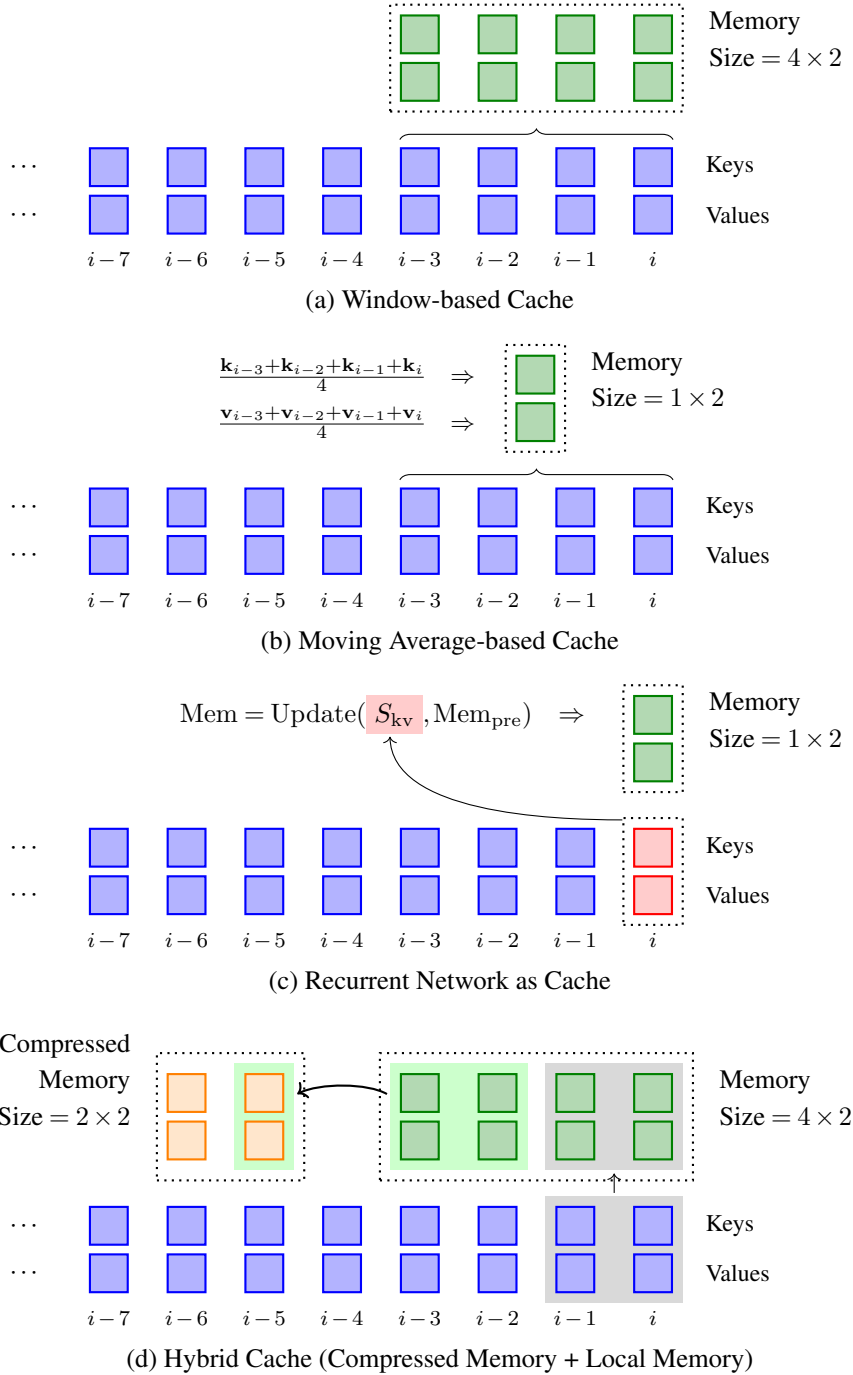 Memory
Size = 4 × 2
··· Keys
··· Values
i − 7 i − 6 i − 5 i − 4 i − 3 i − 2 i − 1 i
(a) Window-based Cache
k_{i−3}+k_{i−2}+k_{i−1}+k_i / 4 ⇒ Memory
v_{i−3}+v_{i−2}+v_{i−1}+v_i / 4 ⇒ Size = 1 × 2
··· Keys
··· Values
i − 7 i − 6 i − 5 i − 4 i − 3 i − 2 i − 1 i
(b) Moving Average-based Cache
Mem = Update( S_kv , Mem_pre) ⇒ Memory
Size = 1 × 2
··· Keys
··· Values
i − 7 i − 6 i − 5 i − 4 i − 3 i − 2 i − 1 i
(c) Recurrent Network as Cache
Compressed
Memory Memory
Size = 2 × 2 Size = 4 × 2
··· Keys
··· Values
i − 7 i − 6 i − 5 i − 4 i − 3 i − 2 i − 1 i
(d) Hybrid Cache (Compressed Memory + Local Memory)